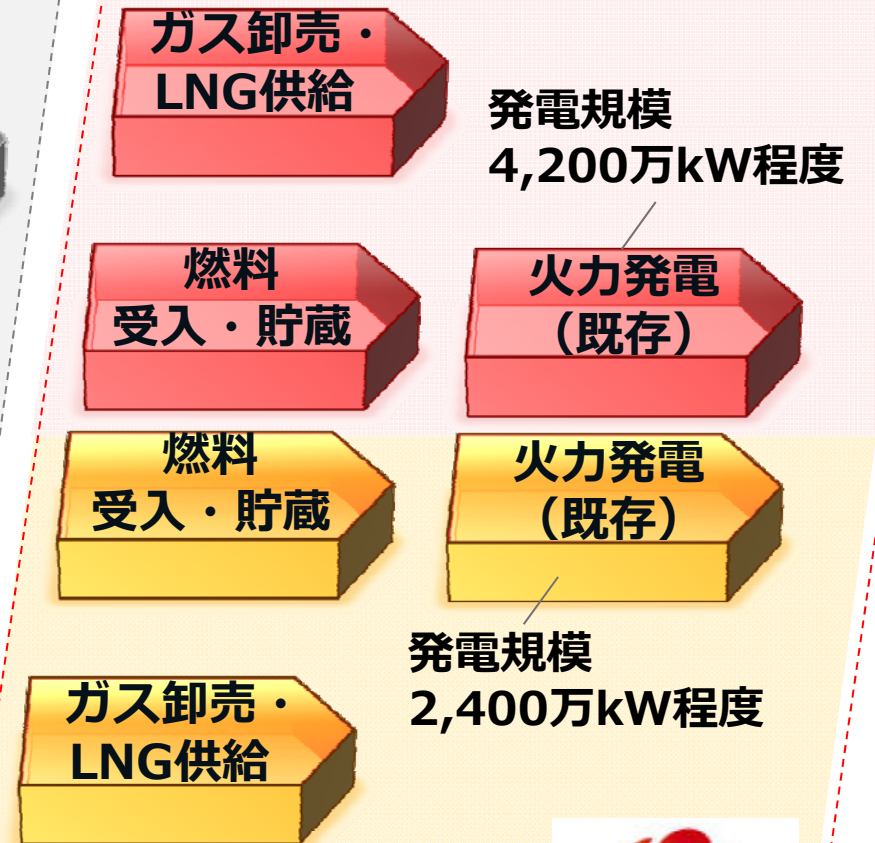 ガス卸売・
LNG供給
発電規模
4,200万kW程度
燃料
受入・貯蔵
火力発電
（既存）
燃料
受入・貯蔵
火力発電
（既存）
発電規模
2,400万kW程度
ガス卸売・
LNG供給